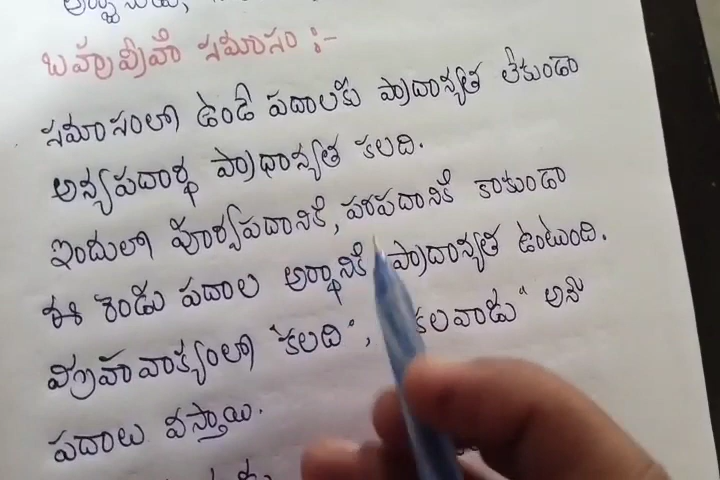 బహువ్రీహి సమాసం :-
సమాసంలో ఉండే పదాలకు ప్రాదాన్యత లేకుండా
అన్యపదార్థ ప్రాధాన్యత కలది.
ఇందులో పూర్వపదానికి, పరపదానికి కాకుండా
ఈ రెండు పదాల అర్థానికి ప్రాదాన్యత ఉంటుంది.
విగ్రహవాక్యంలో "కలది", కలవాడు" అనే
పదాలు వస్తాయి.